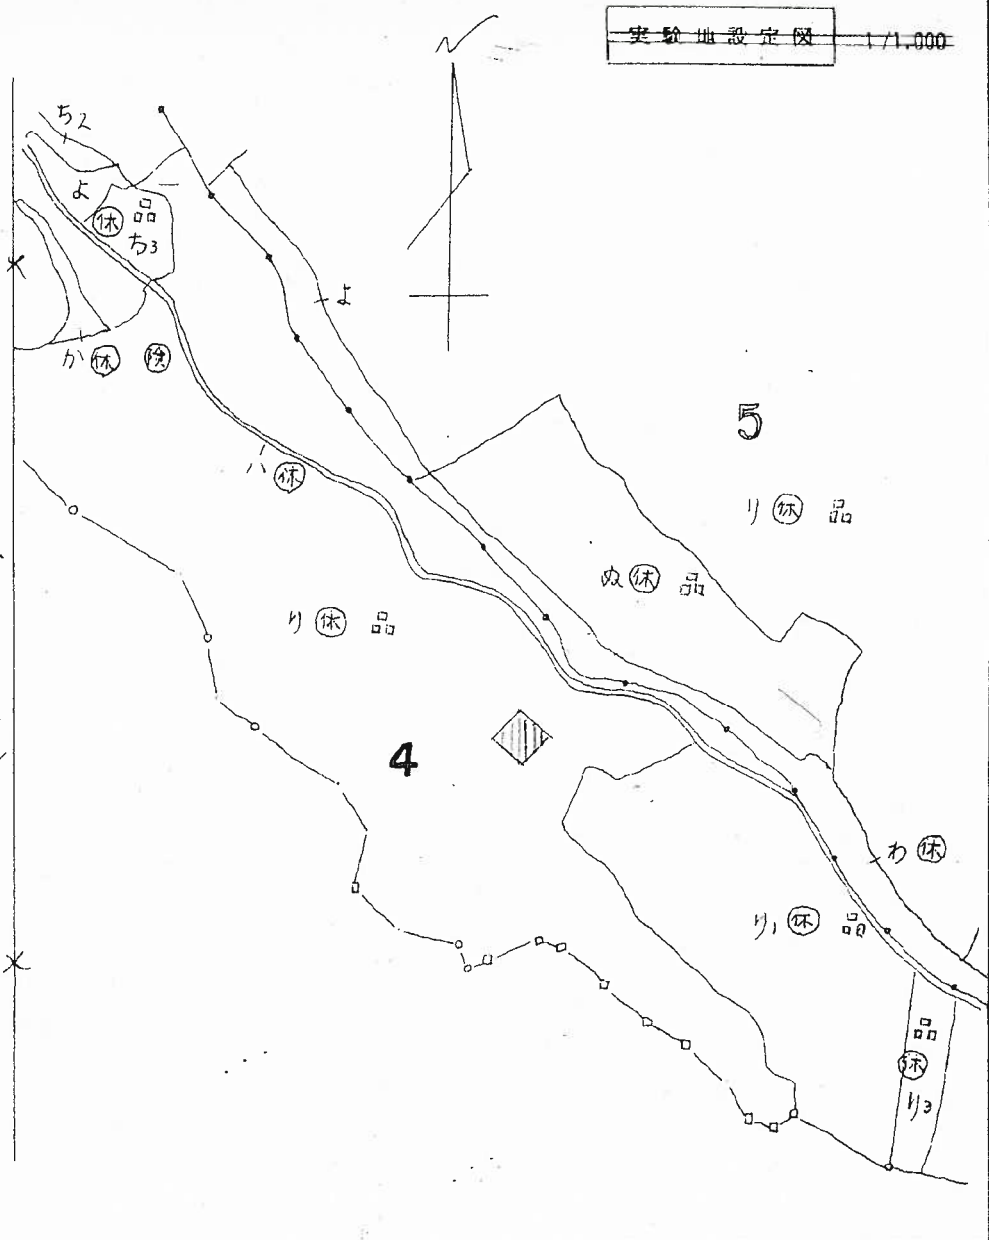 実験地設定図 1/1,000
N
ち2
よ
休 品
ち3
よ
か 休 険
5
ハ 休
り 休 品
ぬ 休 品
り 休 品
4
わ 休
り1 休 品
品
休
り3